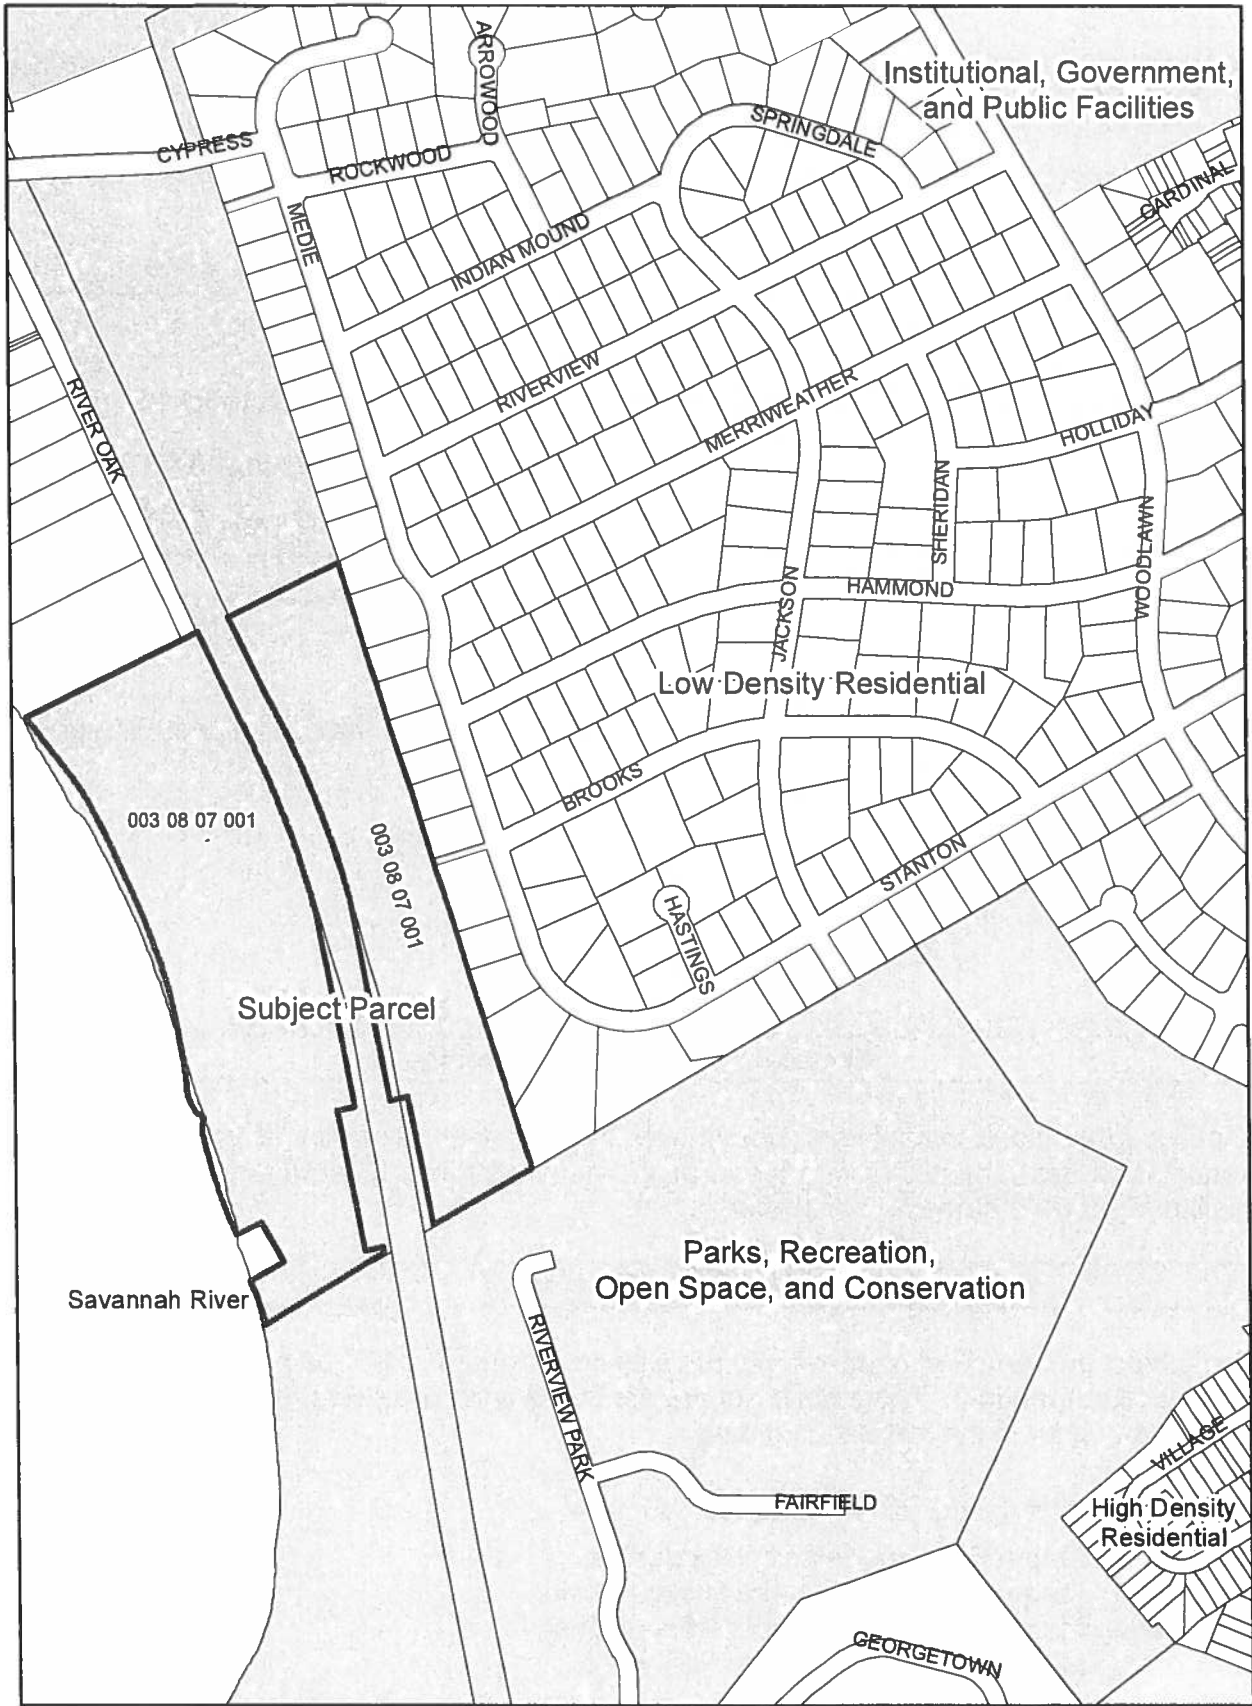 ARROWOOD
Institutional, Government,
and Public Facilities
SPRINGDALE
CYPRESS
ROCKWOOD
CARDINAL
MEDIE
INDIAN MOUND
RIVER OAK
RIVERVIEW
MERRIWEATHER
HOLLIDAY
SHERIDAN
WOODLAWN
JACKSON
HAMMOND
Low Density Residential
BROOKS
003 08 07 001
003 08 07 001
STANTON
HASTINGS
Subject Parcel
Parks, Recreation,
Open Space, and Conservation
Savannah River
RIVERVIEW PARK
VILLAGE
FAIRFIELD
High Density
Residential
GEORGETOWN